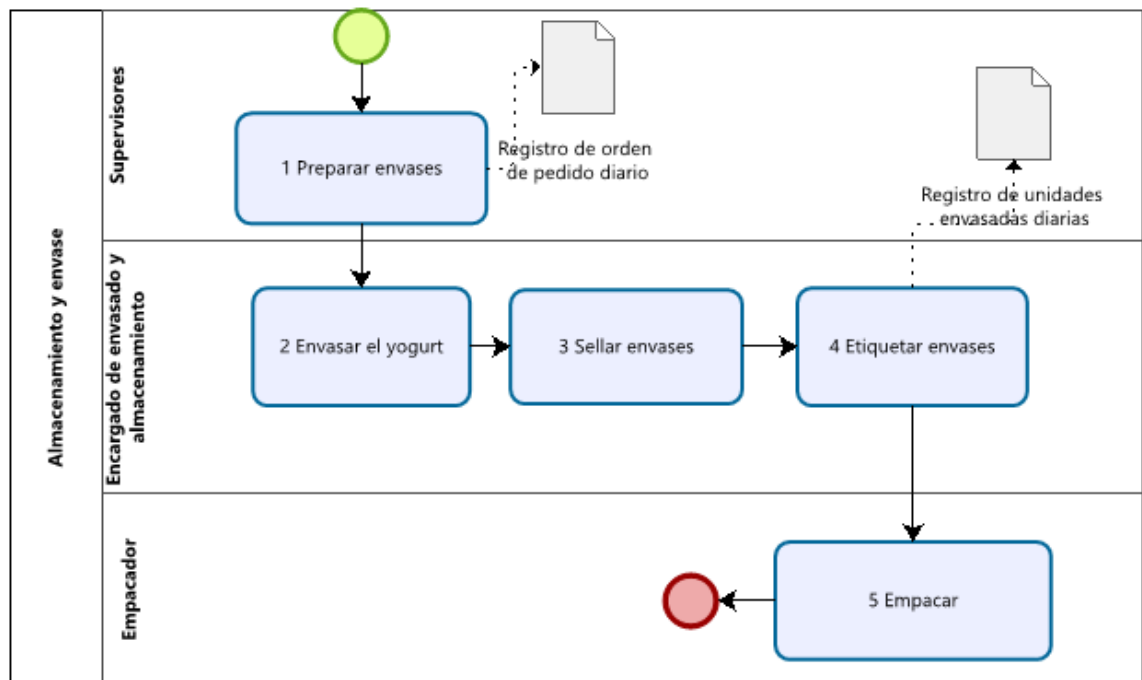 Almacenamiento y envase
Supervisores
1 Preparar envases
Registro de orden
de pedido diario
Registro de unidades
envasadas diarias
Encargado de envasado y
almacenamiento
2 Envasar el yogurt
3 Sellar envases
4 Etiquetar envases
Empacador
5 Empacar